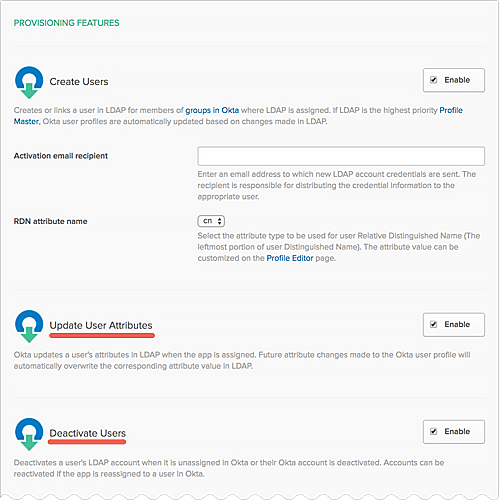 PROVISIONING FEATURES
Create Users
Enable
Creates or links a user in LDAP for members of groups in Okta where LDAP is assigned. If LDAP is the highest priority Profile
Master, Okta user profiles are automatically updated based on changes made in LDAP.
Activation email recipient
Enter an email address to which new LDAP account credentials are sent. The
recipient is responsible for distributing the credential information to the
appropriate user.
RDN attribute name
cn
Select the attribute type to be used for user Relative Distinguished Name (The
leftmost portion of user Distinguished Name). The attribute value can be
customized on the Profile Editor page.
Update User Attributes
Enable
Okta updates a user's attributes in LDAP when the app is assigned. Future attribute changes made to the Okta user profile will
automatically overwrite the corresponding attribute value in LDAP.
Deactivate Users
Enable
Deactivates a user's LDAP account when it is unassigned in Okta or their Okta account is deactivated. Accounts can be
reactivated if the app is reassigned to a user in Okta.